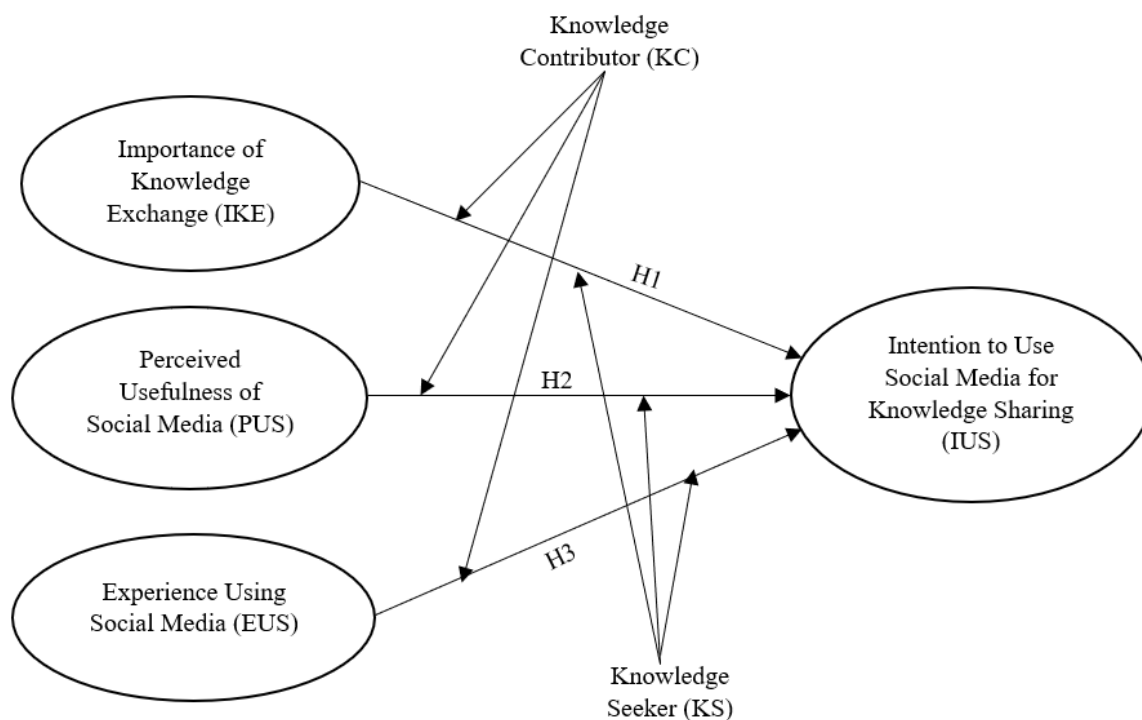 Knowledge
Contributor (KC)
Importance of
Knowledge
Exchange (IKE)
H1
Perceived
Usefulness of
Social Media (PUS)
H2
Intention to Use
Social Media for
Knowledge Sharing
(IUS)
H3
Experience Using
Social Media (EUS)
Knowledge
Seeker (KS)